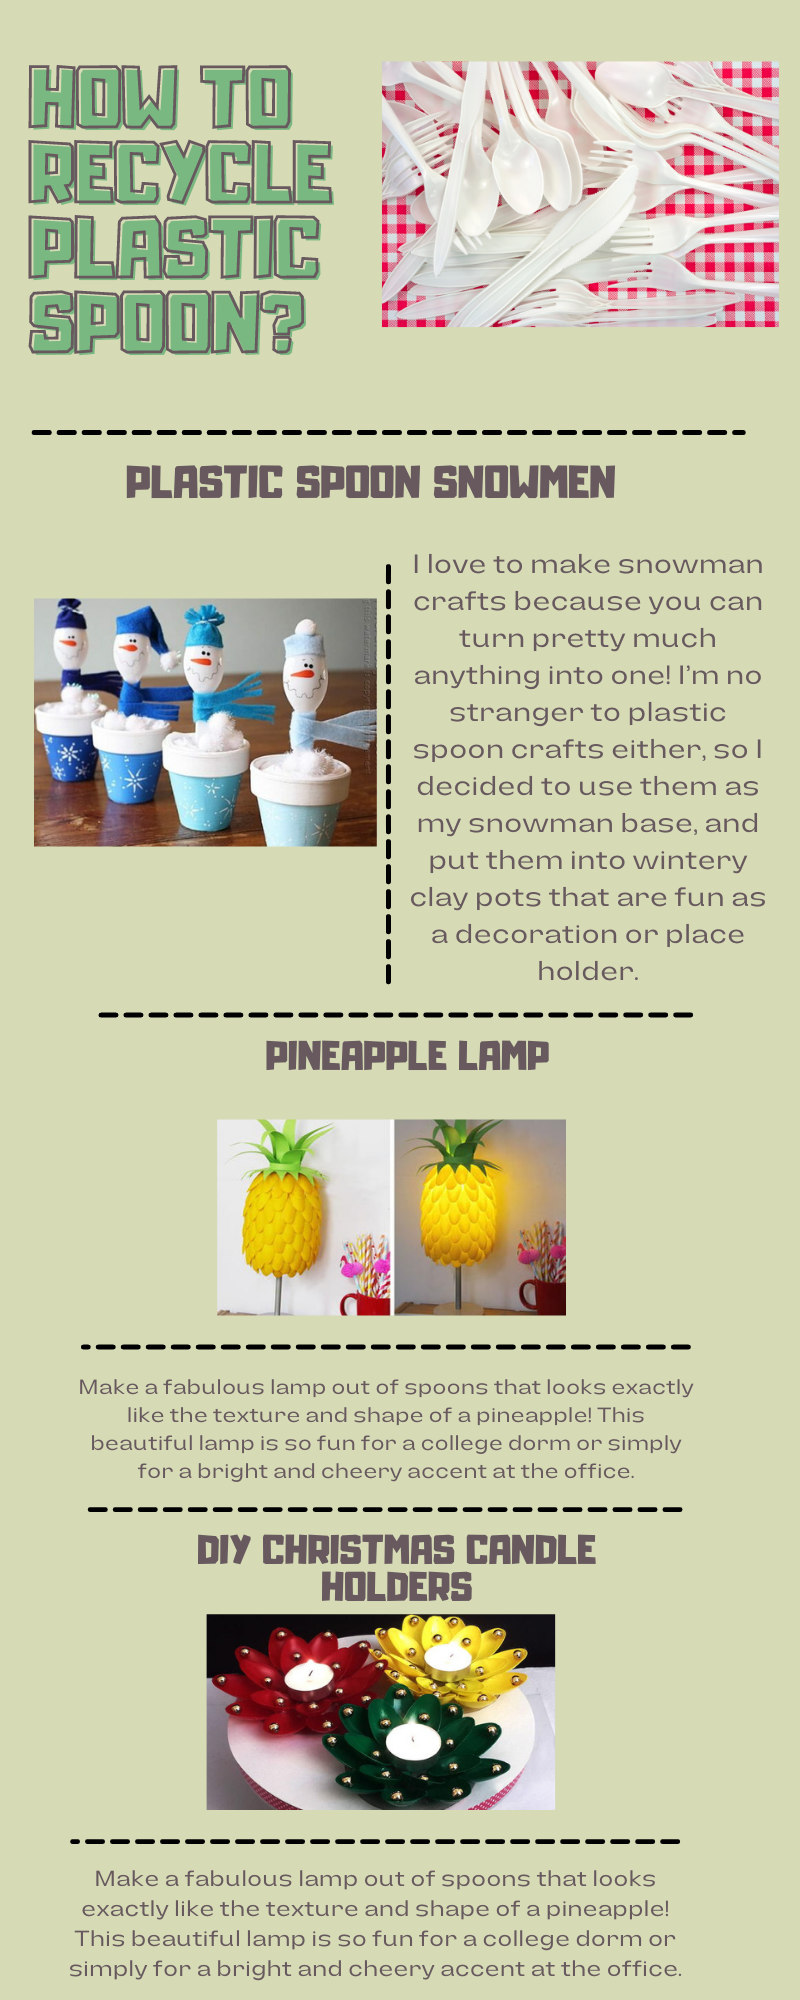 HOW TO
RECYCLE
PLASTIC
SPOON?
PLASTIC SPOON SNOWMEN
I love to make snowman
crafts because you can
turn pretty much
anything into one! I'm no
stranger to plastic
spoon crafts either, so I
decided to use them as
my snowman base, and
put them into wintery
clay pots that are fun as
a decoration or place
holder.
PINEAPPLE LAMP
Make a fabulous lamp out of spoons that looks exactly
like the texture and shape of a pineapple! This
beautiful lamp is so fun for a college dorm or simply
for a bright and cheery accent at the office.
DIY CHRISTMAS CANDLE
HOLDERS
Make a fabulous lamp out of spoons that looks
exactly like the texture and shape of a pineapple!
This beautiful lamp is so fun for a college dorm or
simply for a bright and cheery accent at the office.